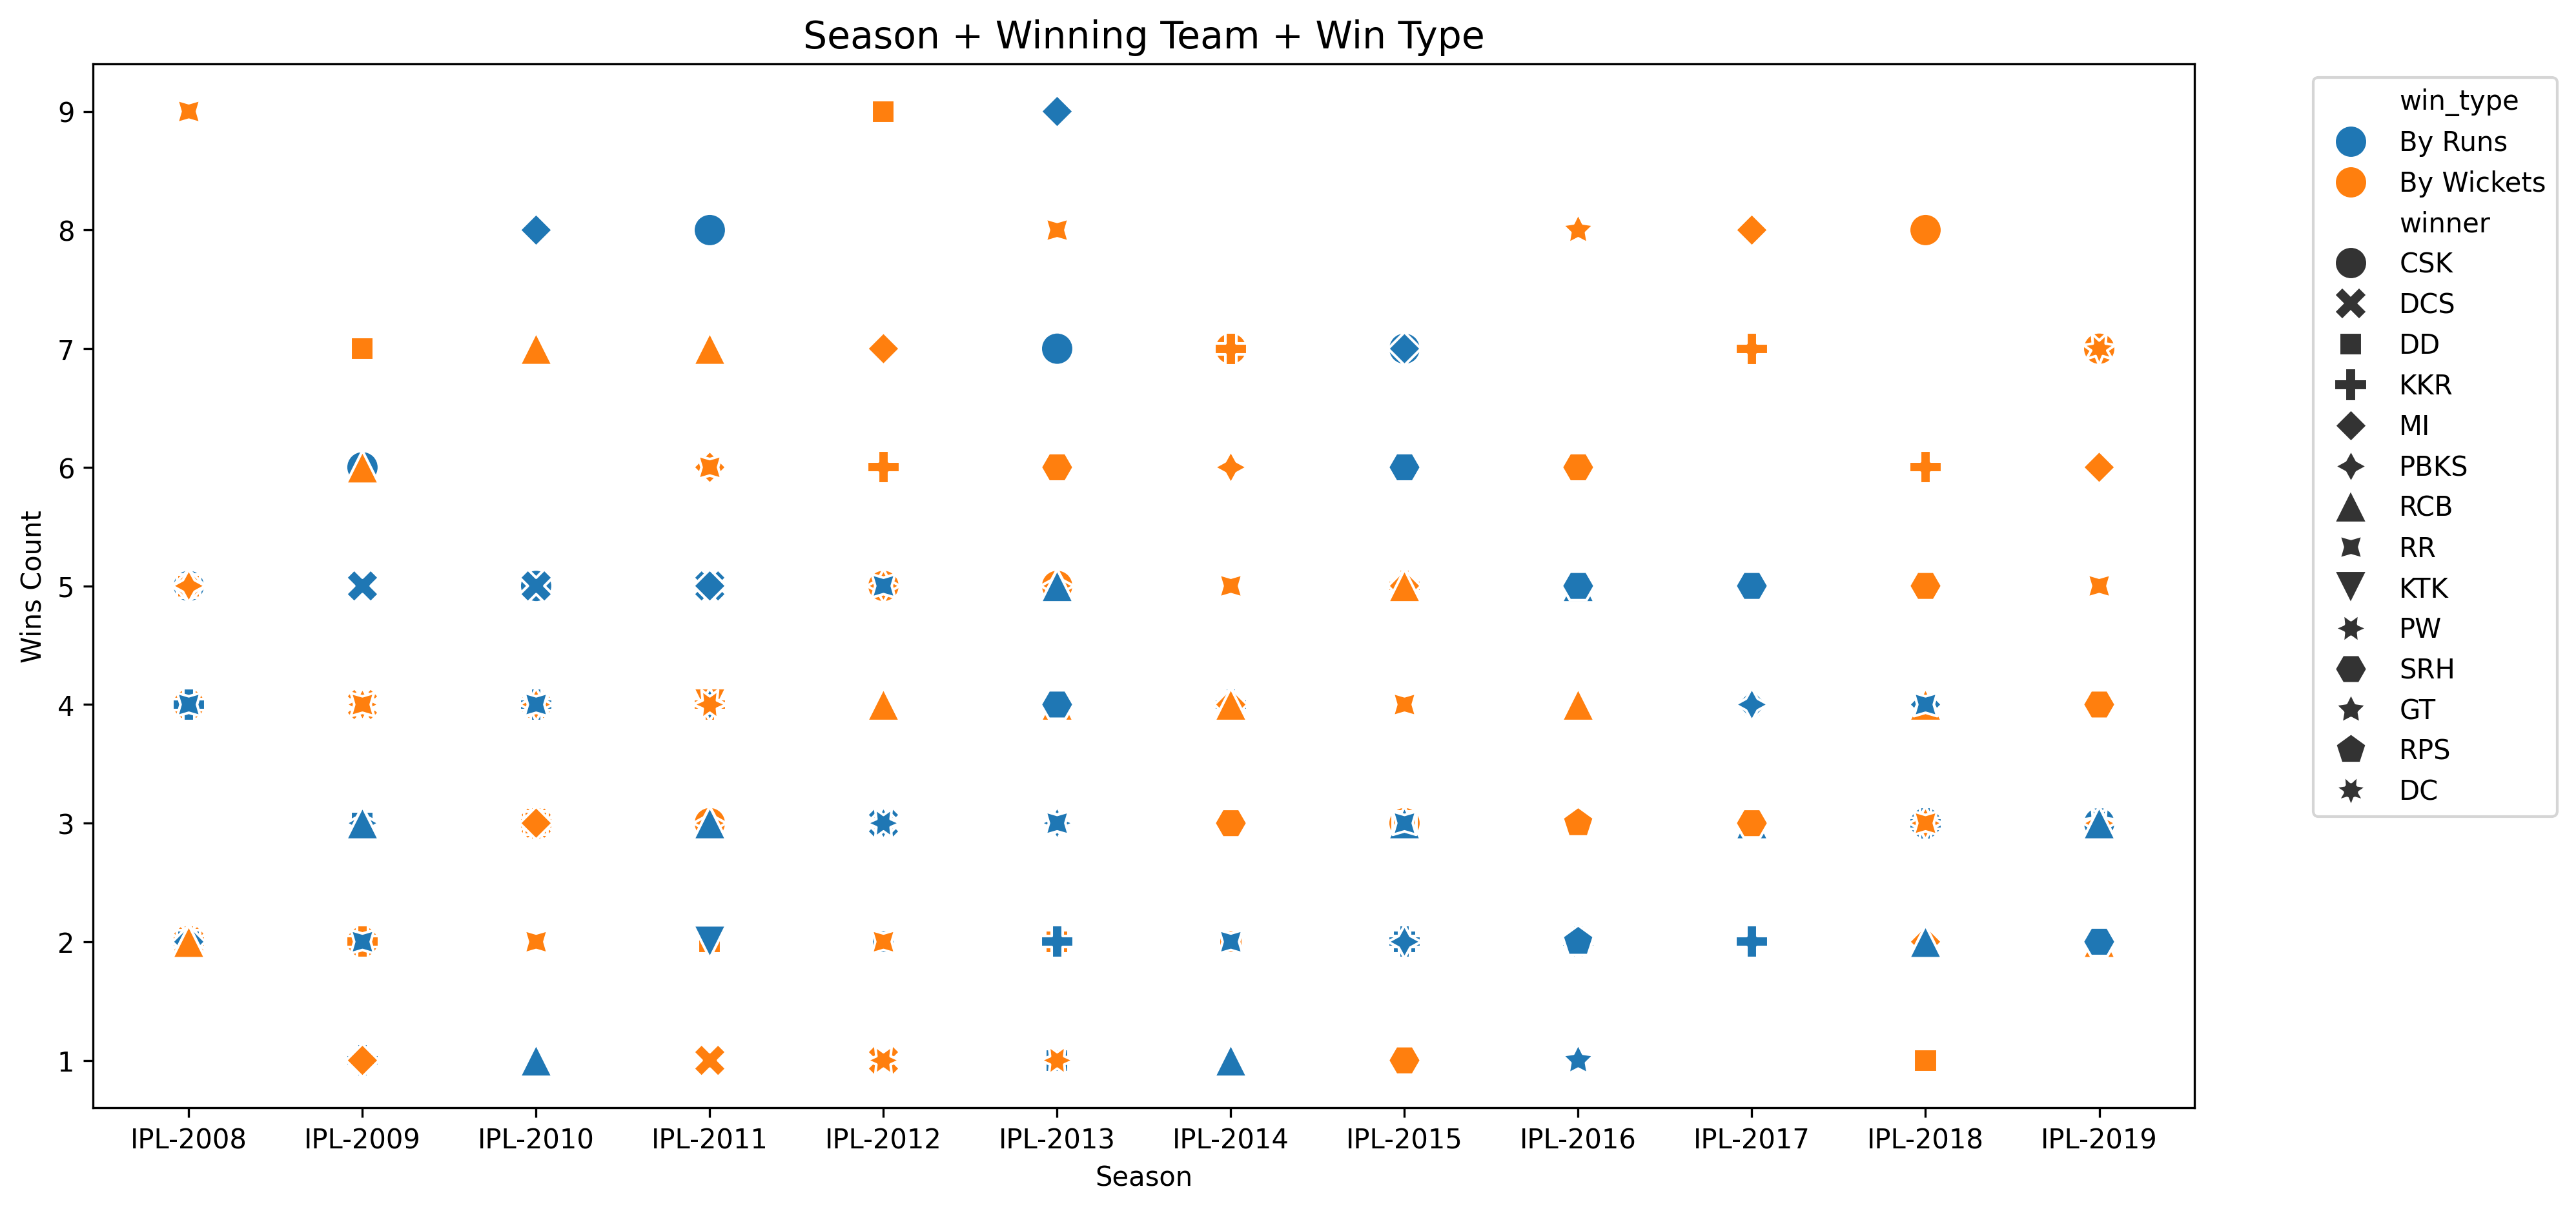 Season + Winning Team + Win Type
Wins Count
9
8
7
6
5
4
3
2
1
IPL-2008 IPL-2009 IPL-2010 IPL-2011 IPL-2012 IPL-2013 IPL-2014 IPL-2015 IPL-2016 IPL-2017 IPL-2018 IPL-2019
Season
win_type
By Runs
By Wickets
winner
CSK
DCS
DD
KKR
MI
PBKS
RCB
RR
KTK
PW
SRH
GT
RPS
DC